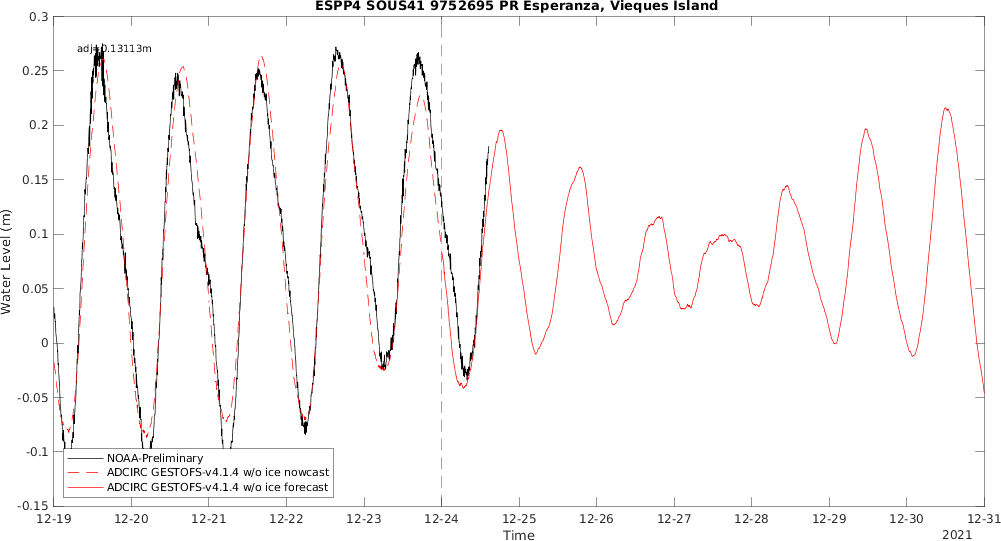 ESPP4 SOUS41 9752695 PR Esperanza, Vieques Island
adj=0.13113m
0.3
0.25
0.2
0.15
0.1
0.05
0
-0.05
-0.1
-0.15
Water Level (m)
NOAA-Preliminary
ADCIRC GESTOFS-v4.1.4 w/o ice nowcast
ADCIRC GESTOFS-v4.1.4 w/o ice forecast
12-19 12-20 12-21 12-22 12-23 12-24 12-25 12-26 12-27 12-28 12-29 12-30 12-31
Time
2021